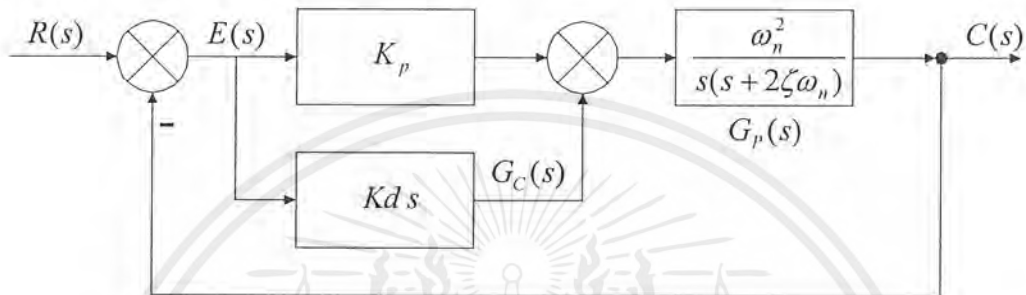 R(s)
E(s)
K_p
ω_n^2
s(s + 2ζω_n)
C(s)
G_p(s)
−
Kd s
G_C(s)